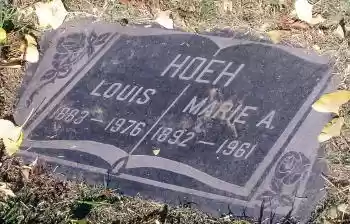 HOEH
LOUIS
1883 – 1976
MARIE A.
1892 – 1961